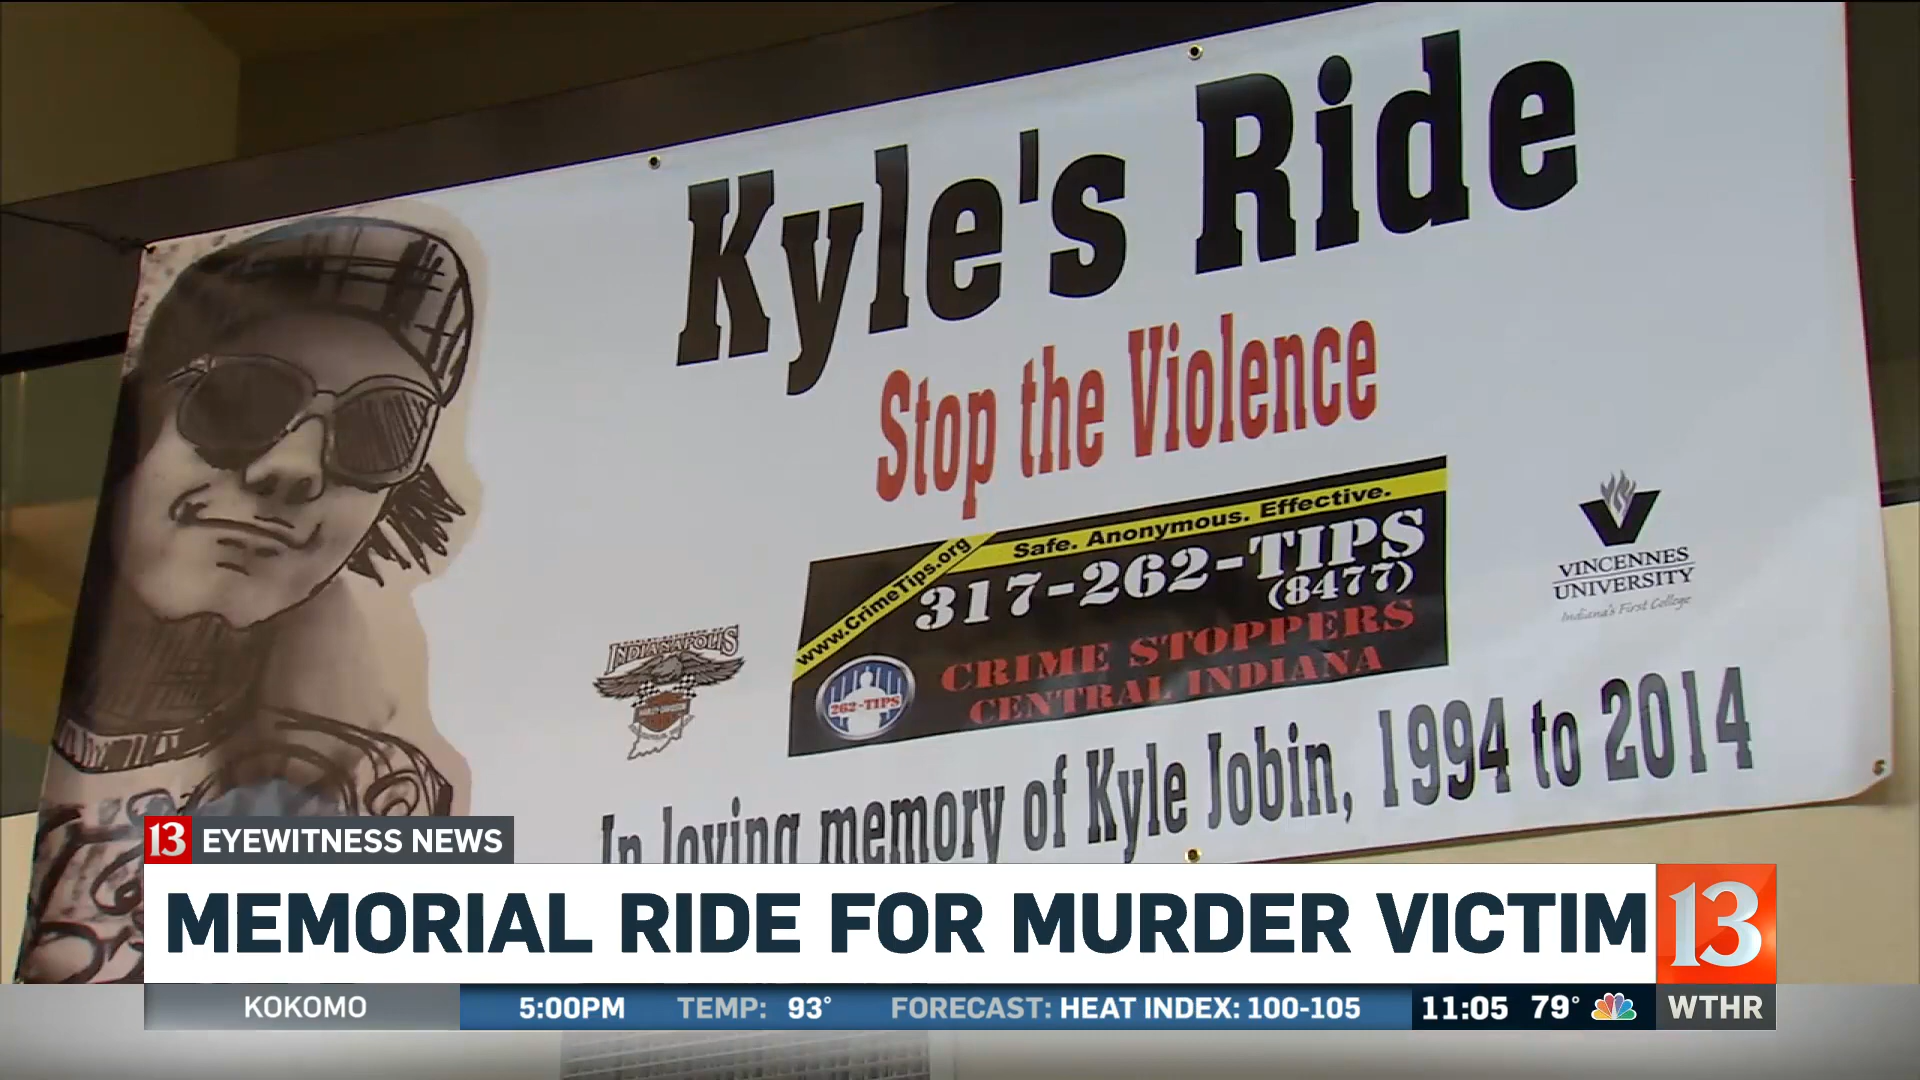 Kyle's Ride
Stop the Violence
www.CrimeTips.org
Safe. Anonymous. Effective.
317-262-TIPS
(8477)
CRIME STOPPERS
CENTRAL INDIANA
262-TIPS
INDIANAPOLIS
VINCENNES
UNIVERSITY
Indiana's First College
In loving memory of Kyle Jobin, 1994 to 2014
13 EYEWITNESS NEWS
MEMORIAL RIDE FOR MURDER VICTIM 13
KOKOMO 5:00PM TEMP: 93° FORECAST: HEAT INDEX: 100-105 11:05 79° WTHR